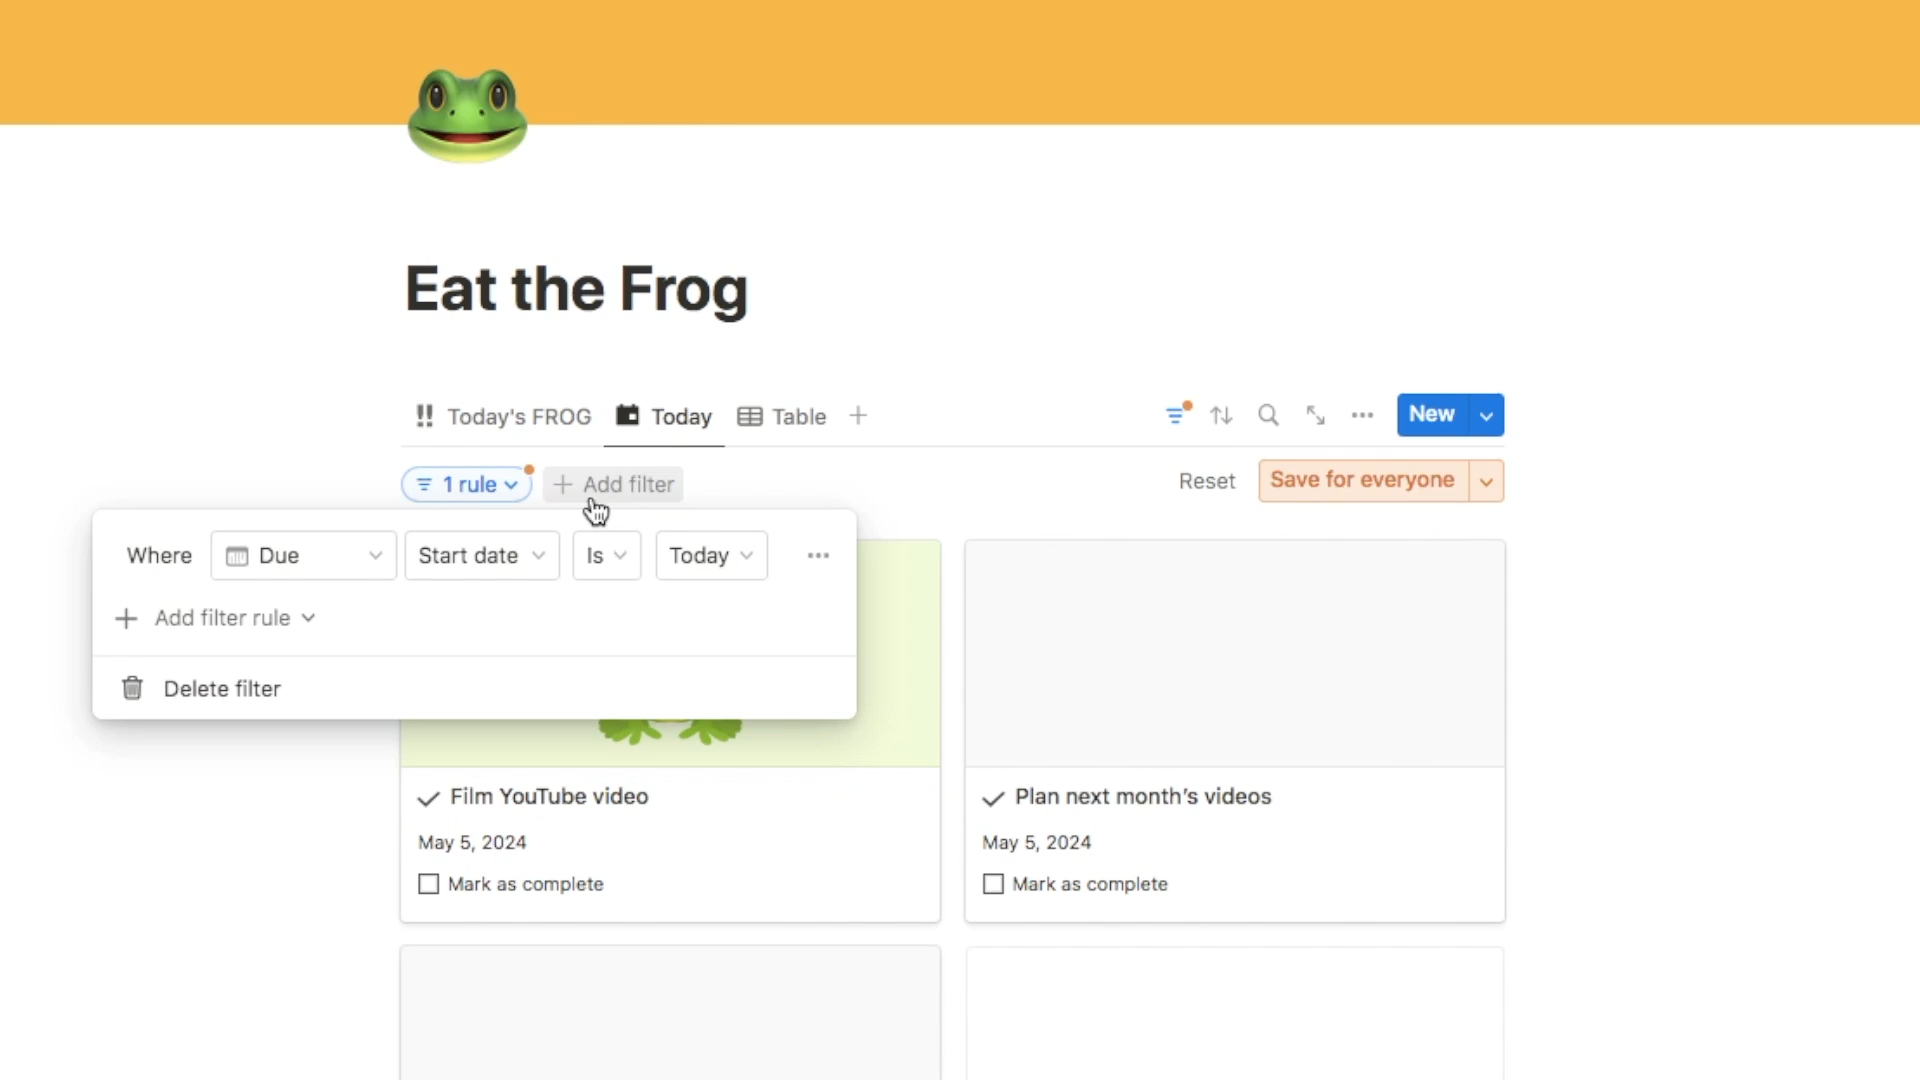 Eat the Frog
Today's FROG Today Table New
1 rule Add filter Reset Save for everyone
Where Due Start date Is Today
Add filter rule
Delete filter
Film YouTube video
May 5, 2024
Mark as complete
Plan next month's videos
May 5, 2024
Mark as complete